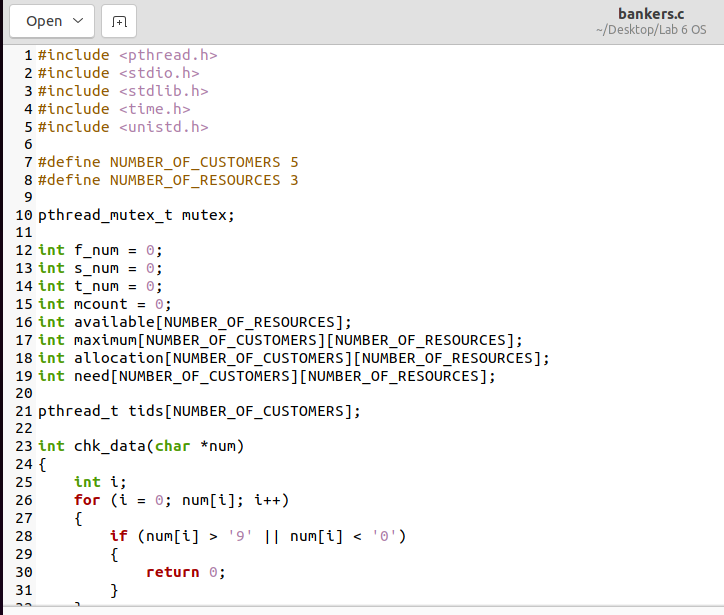 Open
bankers.c
~/Desktop/Lab 6 OS
1 #include <pthread.h>
2 #include <stdio.h>
3 #include <stdlib.h>
4 #include <time.h>
5 #include <unistd.h>
6
7 #define NUMBER_OF_CUSTOMERS 5
8 #define NUMBER_OF_RESOURCES 3
9
10 pthread_mutex_t mutex;
11
12 int f_num = 0;
13 int s_num = 0;
14 int t_num = 0;
15 int mcount = 0;
16 int available[NUMBER_OF_RESOURCES];
17 int maximum[NUMBER_OF_CUSTOMERS][NUMBER_OF_RESOURCES];
18 int allocation[NUMBER_OF_CUSTOMERS][NUMBER_OF_RESOURCES];
19 int need[NUMBER_OF_CUSTOMERS][NUMBER_OF_RESOURCES];
20
21 pthread_t tids[NUMBER_OF_CUSTOMERS];
22
23 int chk_data(char *num)
24 {
25     int i;
26     for (i = 0; num[i]; i++)
27     {
28         if (num[i] > '9' || num[i] < '0')
29         {
30             return 0;
31         }
32     }